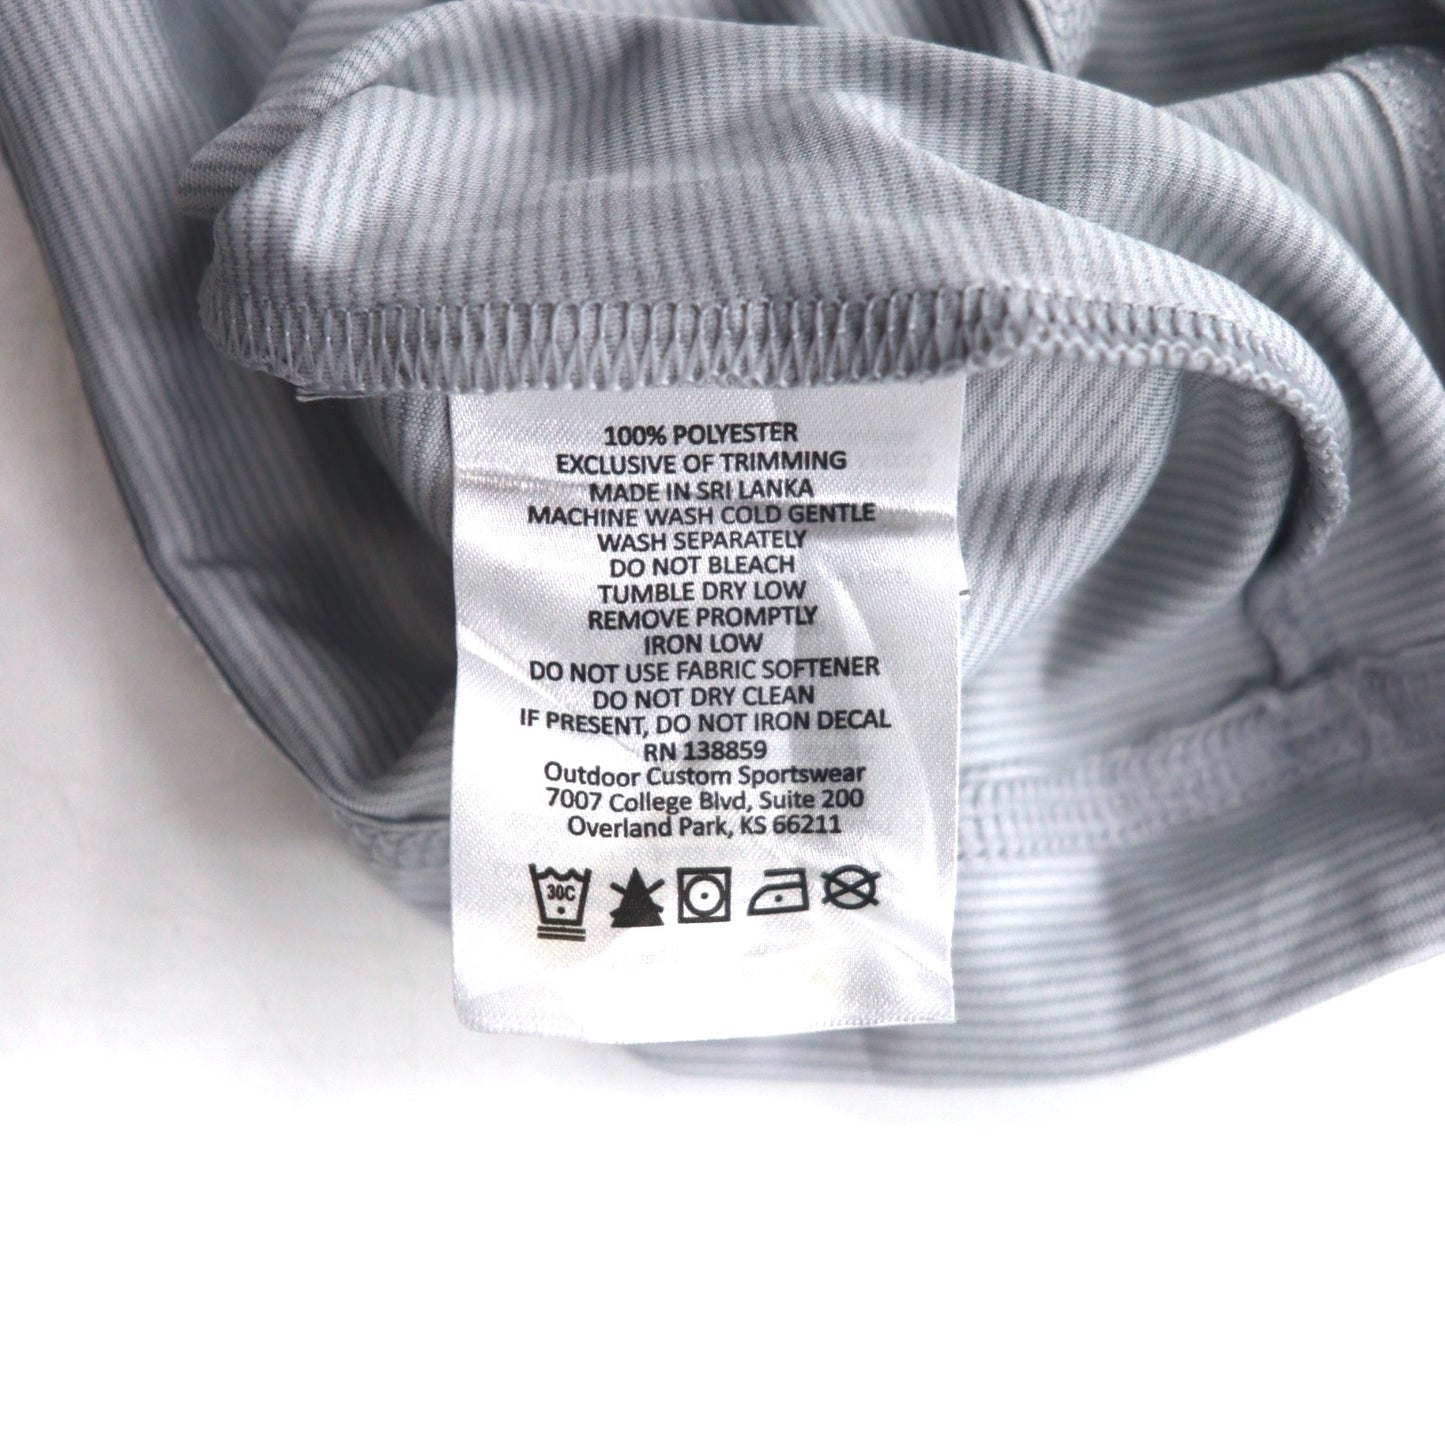 100% POLYESTER
EXCLUSIVE OF TRIMMING
MADE IN SRI LANKA
MACHINE WASH COLD GENTLE
WASH SEPARATELY
DO NOT BLEACH
TUMBLE DRY LOW
REMOVE PROMPTLY
IRON LOW
DO NOT USE FABRIC SOFTENER
DO NOT DRY CLEAN
IF PRESENT, DO NOT IRON DECAL
RN 138859
Outdoor Custom Sportswear
7007 College Blvd, Suite 200
Overland Park, KS 66211
30C